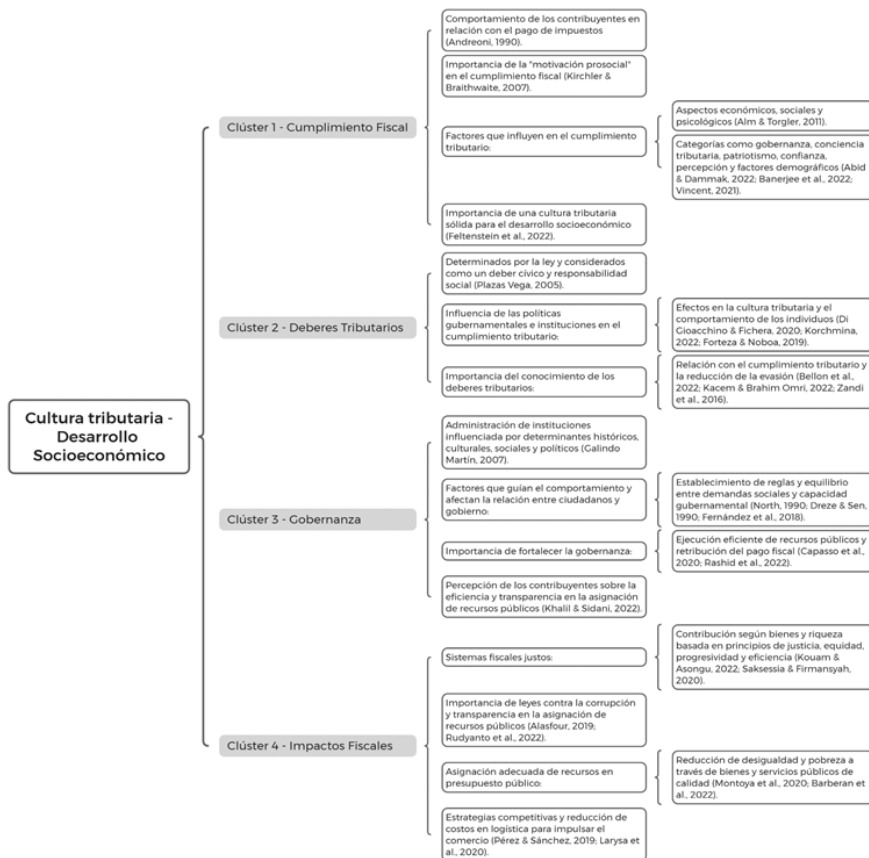 Cultura tributaria -
Desarrollo
Socioeconómico
Clúster 1 - Cumplimiento Fiscal
Comportamiento de los contribuyentes en
relación con el pago de impuestos
(Andreoni, 1990).
Importancia de la "motivación prosocial"
en el cumplimiento fiscal (Kirchler &
Braithwaite, 2007).
Factores que influyen en el cumplimiento
tributario:
Aspectos económicos, sociales y
psicológicos (Alm & Torgler, 2011).
Categorías como gobernanza, conciencia
tributaria, patriotismo, confianza,
percepción y factores demográficos (Abid
& Dammak, 2022; Banerjee et al., 2022;
Vincent, 2021).
Importancia de una cultura tributaria
sólida para el desarrollo socioeconómico
(Feltenstein et al., 2022).
Clúster 2 - Deberes Tributarios
Determinados por la ley y considerados
como un deber cívico y responsabilidad
social (Plazas Vega, 2005).
Influencia de las políticas
gubernamentales e instituciones en el
cumplimiento tributario:
Efectos en la cultura tributaria y el
comportamiento de los individuos (Di
Gioacchino & Fichera, 2020; Korchmina,
2022; Forteza & Noboa, 2019).
Importancia del conocimiento de los
deberes tributarios:
Relación con el cumplimiento tributario y
la reducción de la evasión (Bellon et al.,
2022; Kacem & Brahim Omri, 2022; Zandi
et al., 2016).
Clúster 3 - Gobernanza
Administración de instituciones
influenciada por determinantes históricos,
culturales, sociales y políticos (Galindo
Martín, 2007).
Factores que guían el comportamiento y
afectan la relación entre ciudadanos y
gobierno:
Establecimiento de reglas y equilibrio
entre demandas sociales y capacidad
gubernamental (North, 1990; Dreze & Sen,
1990; Fernández et al., 2018).
Importancia de fortalecer la gobernanza:
Ejecución eficiente de recursos públicos y
retribución del pago fiscal (Capasso et al.,
2020; Rashid et al., 2022).
Percepción de los contribuyentes sobre la
eficiencia y transparencia en la asignación
de recursos públicos (Khalil & Sidani, 2022).
Clúster 4 - Impactos Fiscales
Sistemas fiscales justos:
Contribución según bienes y riqueza
basada en principios de justicia, equidad,
progresividad y eficiencia (Kouam &
Asongu, 2022; Saksessia & Firmansyah,
2020).
Importancia de leyes contra la corrupción
y transparencia en la asignación de
recursos públicos (Alasfour, 2019;
Rudyanto et al., 2022).
Asignación adecuada de recursos en
presupuesto público:
Reducción de desigualdad y pobreza a
través de bienes y servicios públicos de
calidad (Montoya et al., 2020; Barberan et
al., 2022).
Estrategias competitivas y reducción de
costos en logística para impulsar el
comercio (Pérez & Sánchez, 2019; Larysa et
al., 2020).